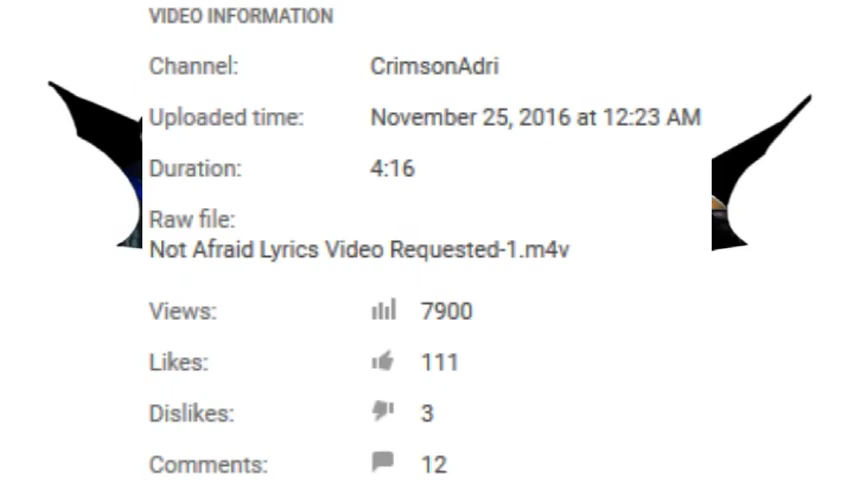 VIDEO INFORMATION
Channel: CrimsonAdri
Uploaded time: November 25, 2016 at 12:23 AM
Duration: 4:16
Raw file:
Not Afraid Lyrics Video Requested-1.m4v
Views: 7900
Likes: 111
Dislikes: 3
Comments: 12